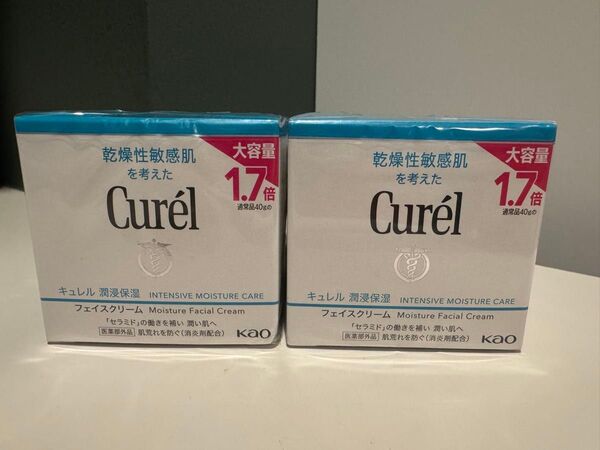 乾燥性敏感肌
を考えた
Curél
大容量
1.7倍
通常品40gの
キュレル 潤浸保湿 INTENSIVE MOISTURE CARE
フェイスクリーム Moisture Facial Cream
「セラミド」の働きを補い 潤い肌へ
医薬部外品 肌荒れを防ぐ(消炎剤配合)
Kao
乾燥性敏感肌
を考えた
Curél
大容量
1.7倍
通常品40gの
キュレル 潤浸保湿 INTENSIVE MOISTURE CARE
フェイスクリーム Moisture Facial Cream
「セラミド」の働きを補い 潤い肌へ
医薬部外品 肌荒れを防ぐ(消炎剤配合)
Kao